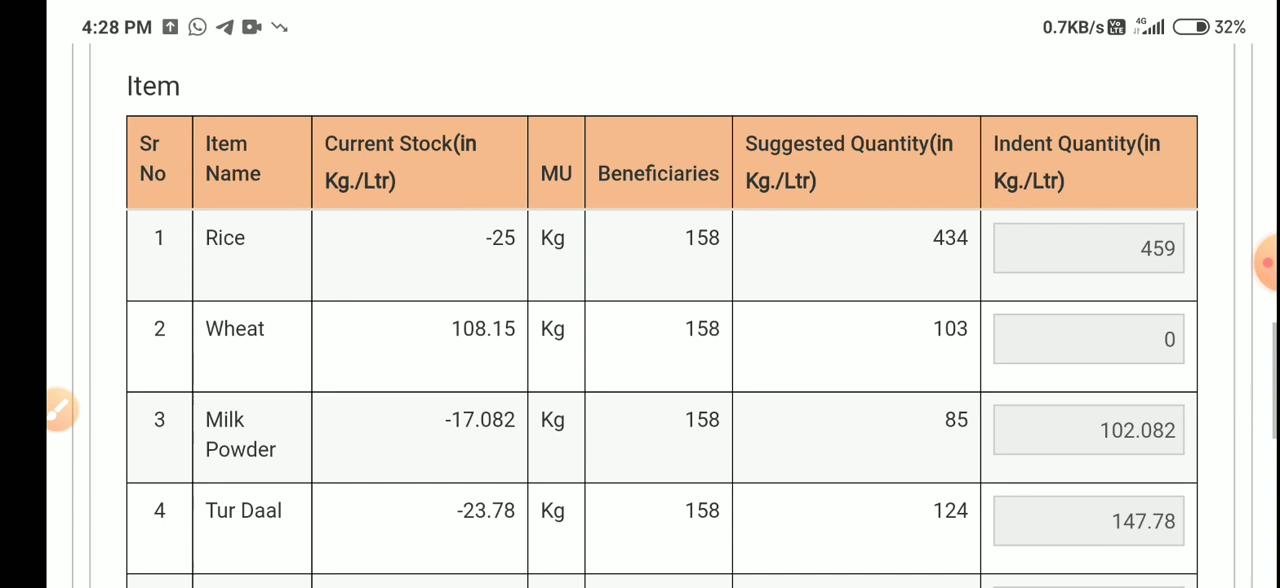 4:28 PM
0.7KB/s Vo LTE 4G 32%
Item
Sr No Item Name Current Stock(in Kg./Ltr) MU Beneficiaries Suggested Quantity(in Kg./Ltr) Indent Quantity(in Kg./Ltr)
1 Rice -25 Kg 158 434 459
2 Wheat 108.15 Kg 158 103 0
3 Milk Powder -17.082 Kg 158 85 102.082
4 Tur Daal -23.78 Kg 158 124 147.78